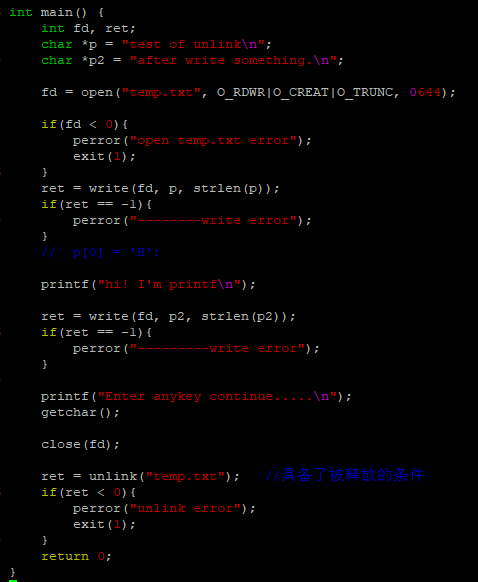 int main() {
    int fd, ret;
    char *p = "test of unlink\n";
    char *p2 = "after write something.\n";

    fd = open("temp.txt", O_RDWR|O_CREAT|O_TRUNC, 0644);

    if(fd < 0){
        perror("open temp.txt error");
        exit(1);
    }
    ret = write(fd, p, strlen(p));
    if(ret == -1){
        perror("--------write error");
    }
    //  p[0] = 'H';

    printf("hi! I'm printf\n");

    ret = write(fd, p2, strlen(p2));
    if(ret == -1){
        perror("---------write error");
    }

    printf("Enter anykey continue.....\n");
    getchar();

    close(fd);

    ret = unlink("temp.txt");   //具备了被释放的条件
    if(ret < 0){
        perror("unlink error");
        exit(1);
    }
    return 0;
}